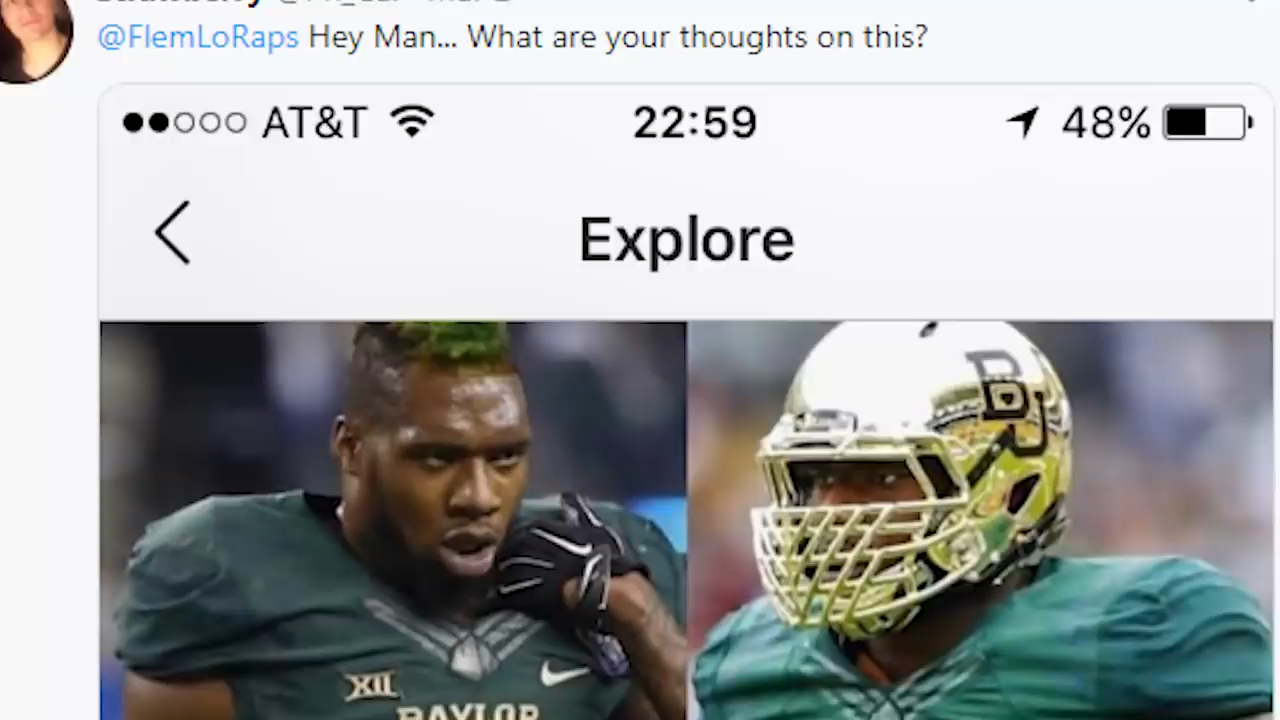 @FlemLoRaps Hey Man... What are your thoughts on this?
AT&T 22:59 48%
Explore
BU
XII
BAYLOR